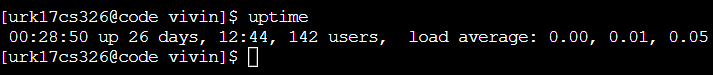 [urk17cs326@code vivin]$ uptime
 00:28:50 up 26 days, 12:44, 142 users,  load average: 0.00, 0.01, 0.05
[urk17cs326@code vivin]$